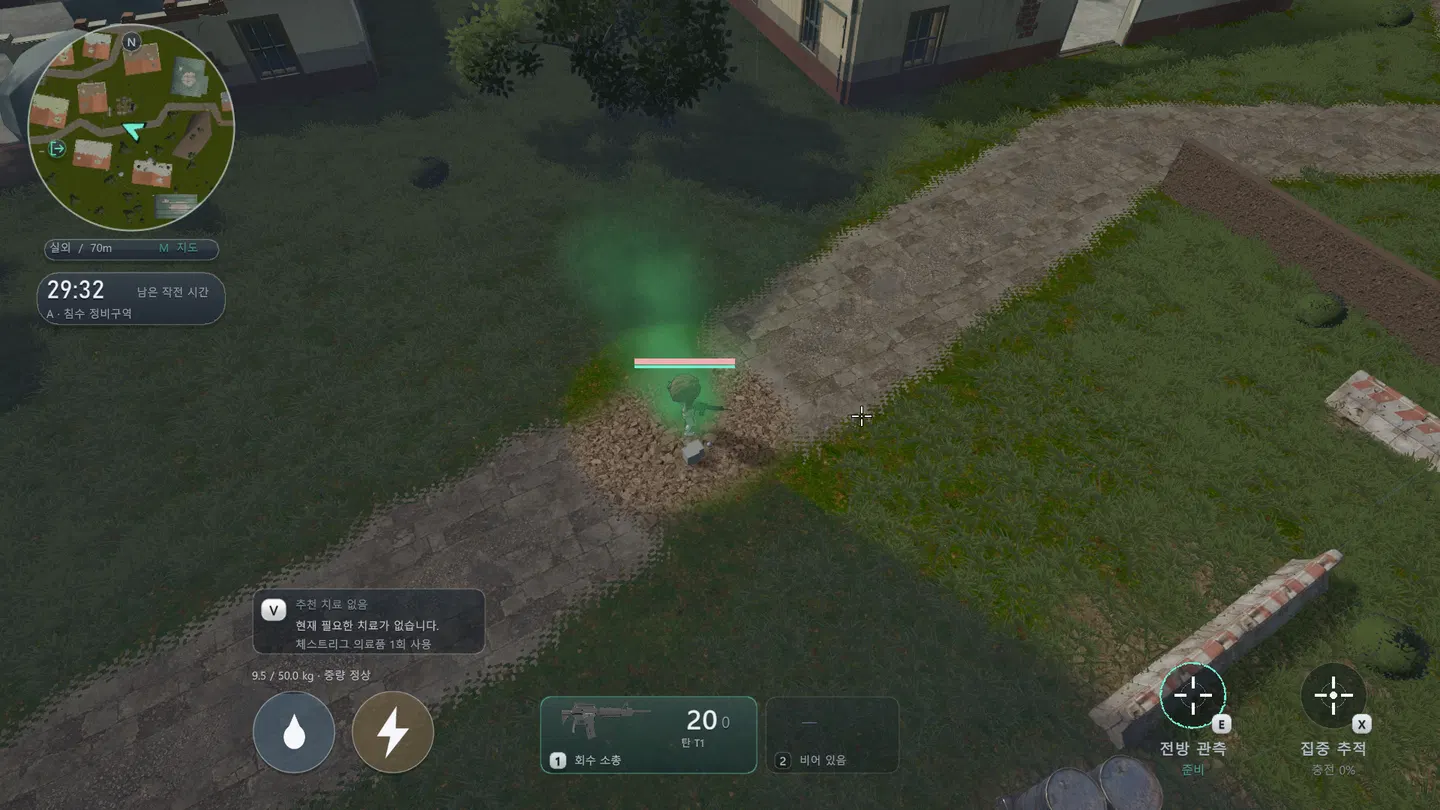 N
실외 / 70m M 지도
29:32 남은 작전 시간
A · 침수 정비구역
V 추천 치료 없음
현재 필요한 치료가 없습니다.
체스트리그 의료품 1회 사용
9.5 / 50.0 kg · 중량 정상
20 0
탄 T1
1 회수 소총
2 비어 있음
E
전방 관측
준비
X
집중 추적
충전 0%